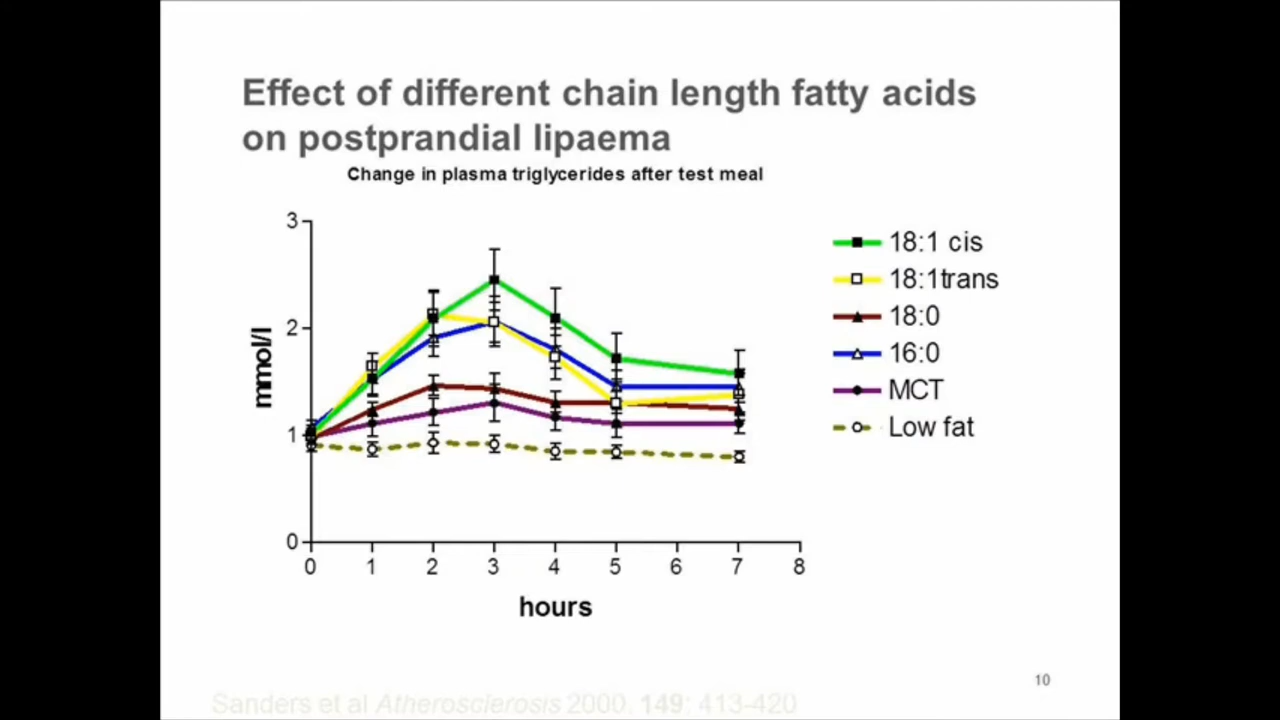 Effect of different chain length fatty acids
on postprandial lipaema
Change in plasma triglycerides after test meal
3
2
1
0
mmol/l
0 1 2 3 4 5 6 7 8
hours
18:1 cis
18:1trans
18:0
16:0
MCT
Low fat
10
Sanders et al Atherosclerosis 2000, 149: 413-420